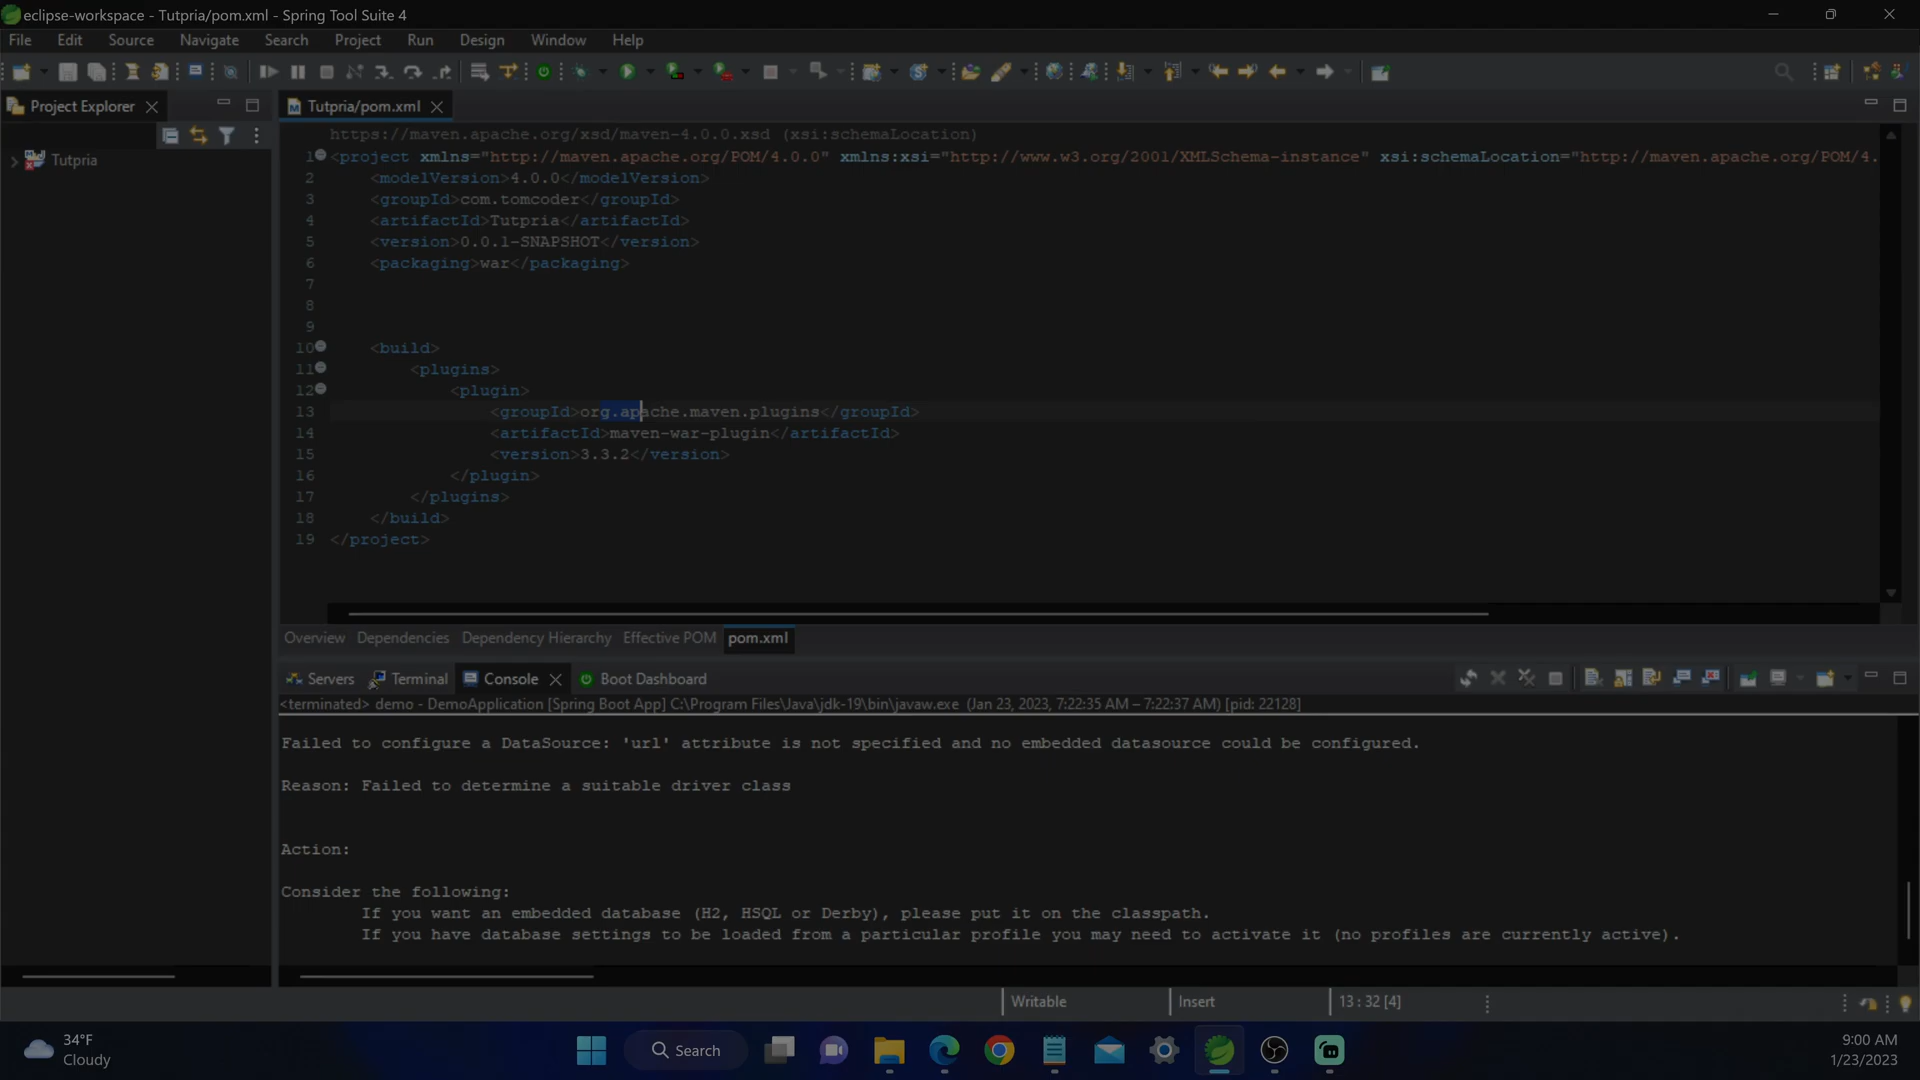 eclipse-workspace - Tutpria/pom.xml - Spring Tool Suite 4
File Edit Source Navigate Search Project Run Design Window Help
Project Explorer
Tutpria/pom.xml
Tutpria
https://maven.apache.org/xsd/maven-4.0.0.xsd (xsi:schemaLocation)
1 <project xmlns="http://maven.apache.org/POM/4.0.0" xmlns:xsi="http://www.w3.org/2001/XMLSchema-instance" xsi:schemaLocation="http://maven.apache.org/POM/4.
2 <modelVersion>4.0.0</modelVersion>
3 <groupId>com.tomcoder</groupId>
4 <artifactId>Tutpria</artifactId>
5 <version>0.0.1-SNAPSHOT</version>
6 <packaging>war</packaging>
7
8
9
10 <build>
11 <plugins>
12 <plugin>
13 <groupId>org.apache.maven.plugins</groupId>
14 <artifactId>maven-war-plugin</artifactId>
15 <version>3.3.2</version>
16 </plugin>
17 </plugins>
18 </build>
19 </project>
Overview Dependencies Dependency Hierarchy Effective POM pom.xml
Servers Terminal Console Boot Dashboard
<terminated> demo - DemoApplication [Spring Boot App] C:\Program Files\Java\jdk-19\bin\javaw.exe (Jan 23, 2023, 7:22:35 AM – 7:22:37 AM) [pid: 22128]
Failed to configure a DataSource: 'url' attribute is not specified and no embedded datasource could be configured.
Reason: Failed to determine a suitable driver class
Action:
Consider the following:
If you want an embedded database (H2, HSQL or Derby), please put it on the classpath.
If you have database settings to be loaded from a particular profile you may need to activate it (no profiles are currently active).
Writable Insert 13 : 32 [4]
34°F
Cloudy
Search
9:00 AM
1/23/2023